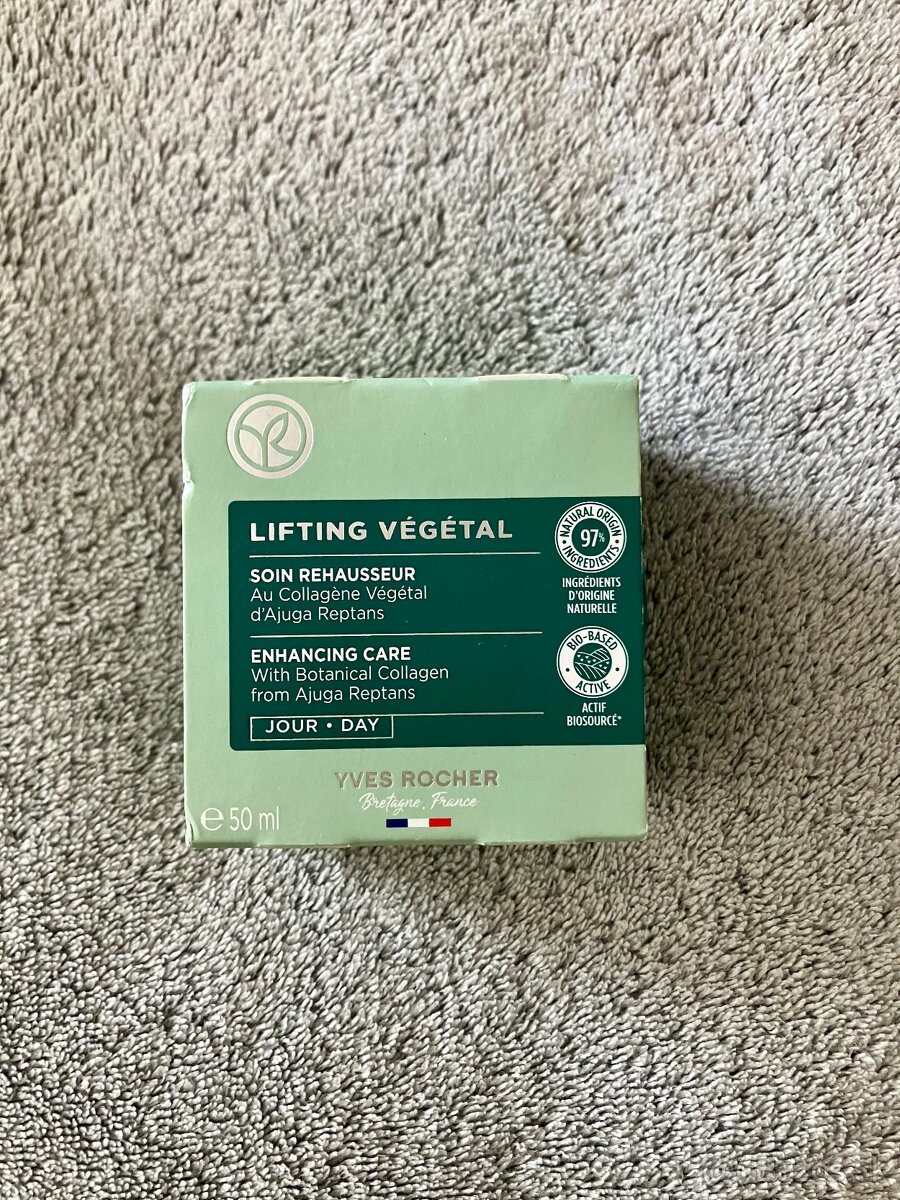 LIFTING VÉGÉTAL
SOIN REHAUSSEUR
Au Collagène Végétal
d'Ajuga Reptans
ENHANCING CARE
With Botanical Collagen
from Ajuga Reptans
JOUR • DAY
NATURAL ORIGIN
97%
INGREDIENTS
INGRÉDIENTS
D'ORIGINE
NATURELLE
BIO-BASED
ACTIVE
ACTIF
BIOSOURCÉ*
YVES ROCHER
Bretagne, France
e 50 ml